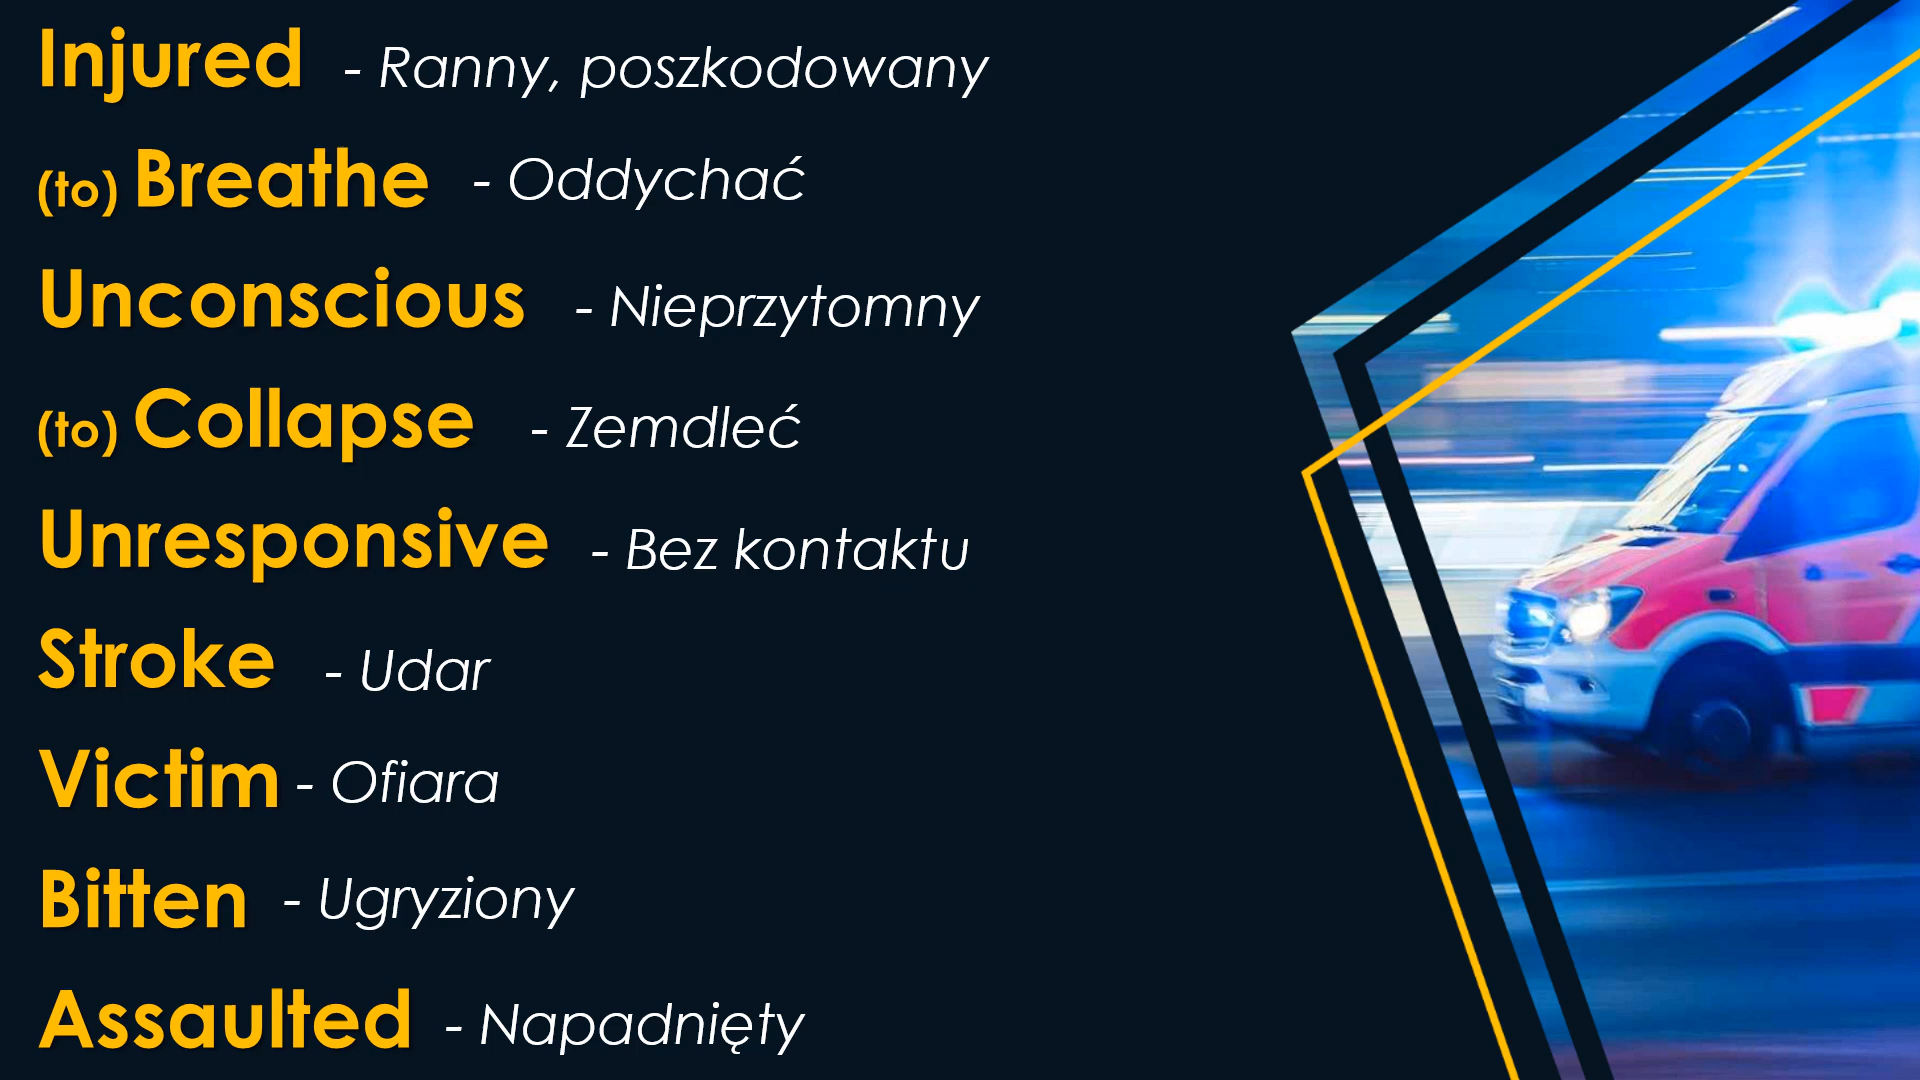 Injured - Ranny, poszkodowany
(to) Breathe - Oddychać
Unconscious - Nieprzytomny
(to) Collapse - Zemdleć
Unresponsive - Bez kontaktu
Stroke - Udar
Victim - Ofiara
Bitten - Ugryziony
Assaulted - Napadnięty